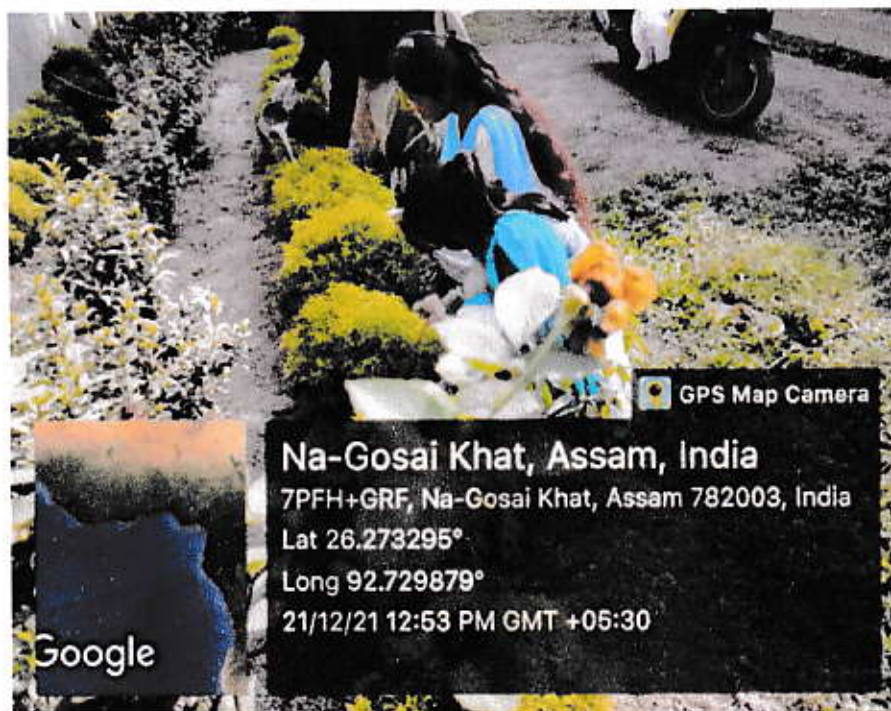 GPS Map Camera
Na-Gosai Khat, Assam, India
7PFH+GRF, Na-Gosai Khat, Assam 782003, India
Lat 26.273295°
Long 92.729879°
21/12/21 12:53 PM GMT +05:30
Google